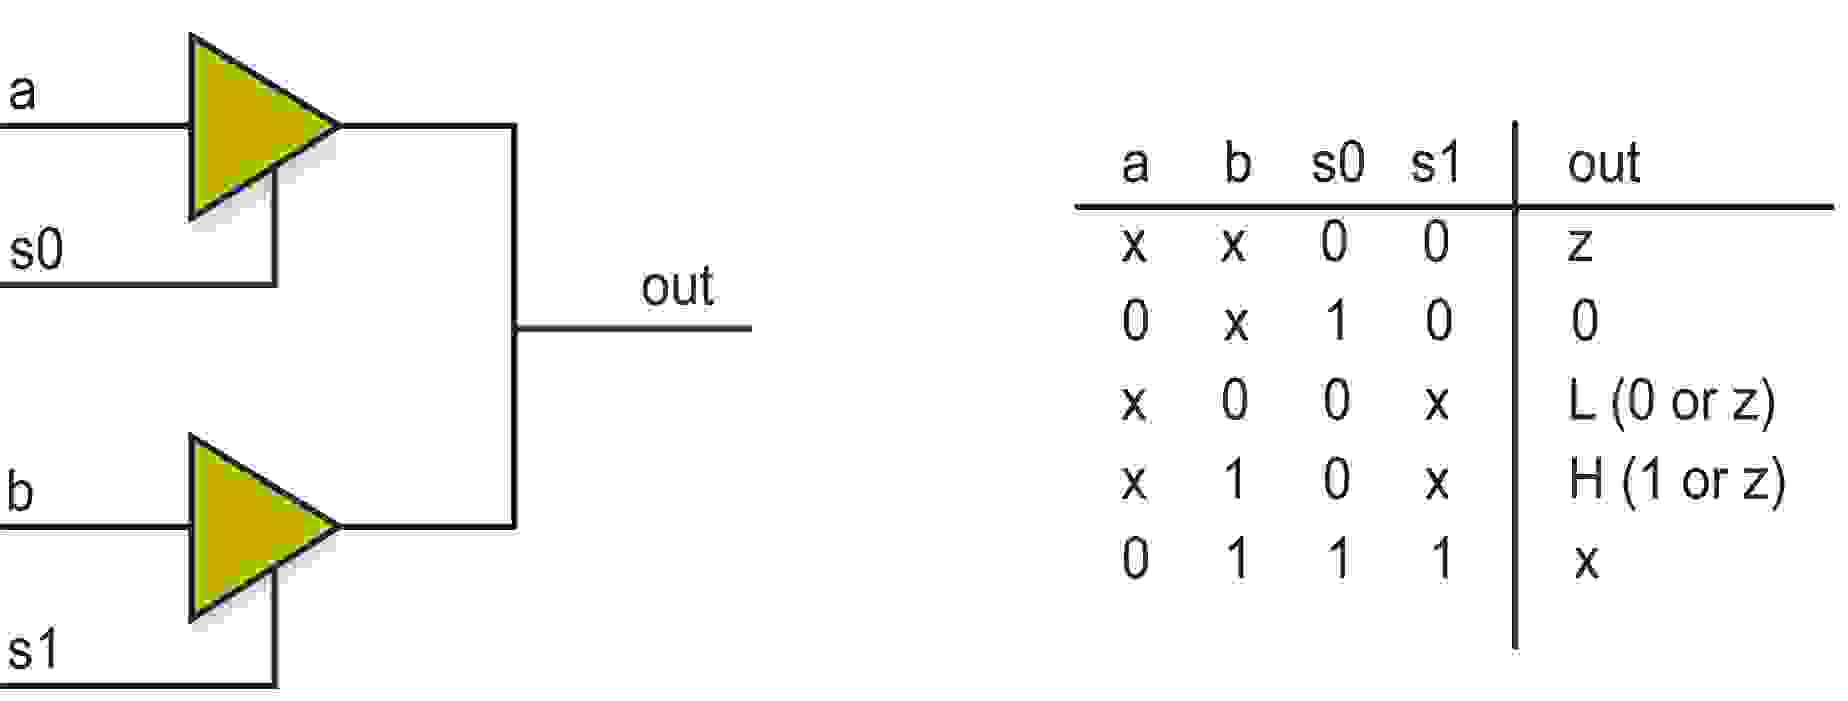 a
s0
out
b
s1
a b s0 s1 out
x x 0 0 z
0 x 1 0 0
x 0 0 x L (0 or z)
x 1 0 x H (1 or z)
0 1 1 1 x